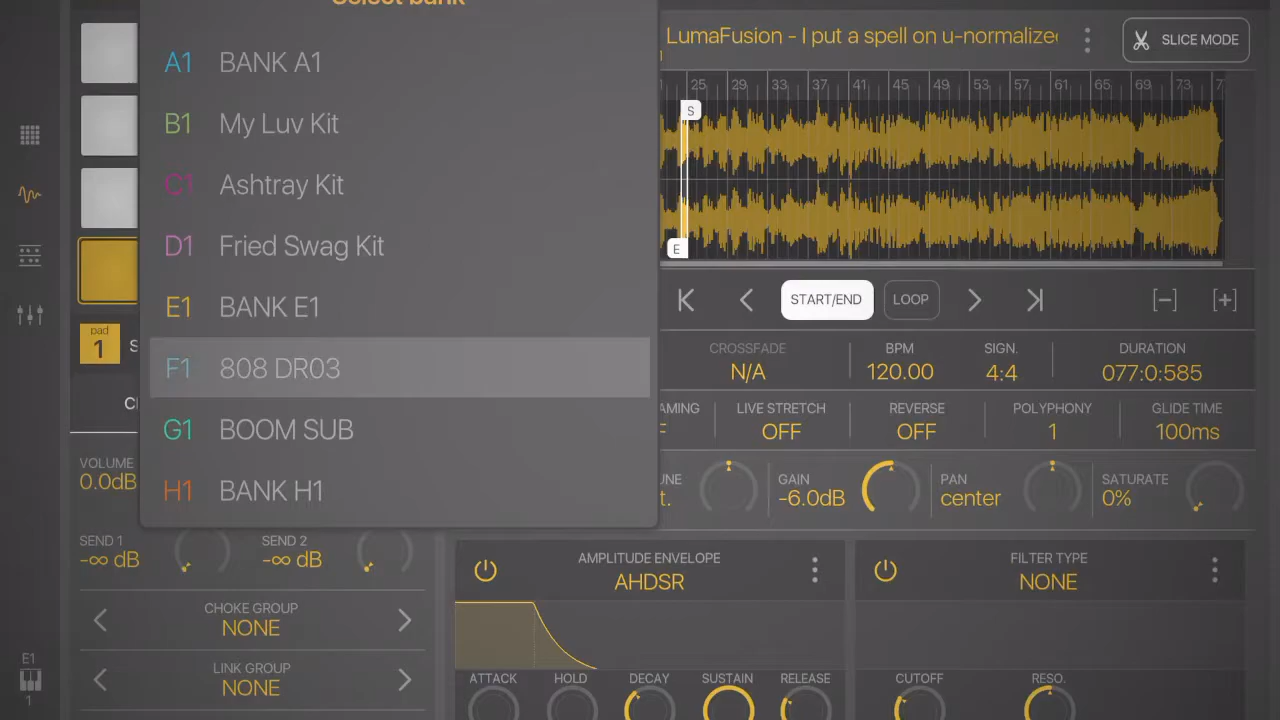 Select bank
A1 BANK A1
B1 My Luv Kit
C1 Ashtray Kit
D1 Fried Swag Kit
E1 BANK E1
F1 808 DR03
G1 BOOM SUB
H1 BANK H1
LumaFusion - I put a spell on u-normalize
SLICE MODE
25 29 33 37 41 45 49 53 57 61 65 69 73
S
E
START/END LOOP
[-] [+]
pad
1
CROSSFADE BPM SIGN. DURATION
N/A 120.00 4:4 077:0:585
LIVE STRETCH REVERSE POLYPHONY GLIDE TIME
OFF OFF 1 100ms
VOLUME
0.0dB
GAIN PAN SATURATE
-6.0dB center 0%
SEND 1 SEND 2
-∞ dB -∞ dB
AMPLITUDE ENVELOPE
AHDSR
FILTER TYPE
NONE
CHOKE GROUP
NONE
LINK GROUP
NONE
E1
1
ATTACK HOLD DECAY SUSTAIN RELEASE
CUTOFF RESO.